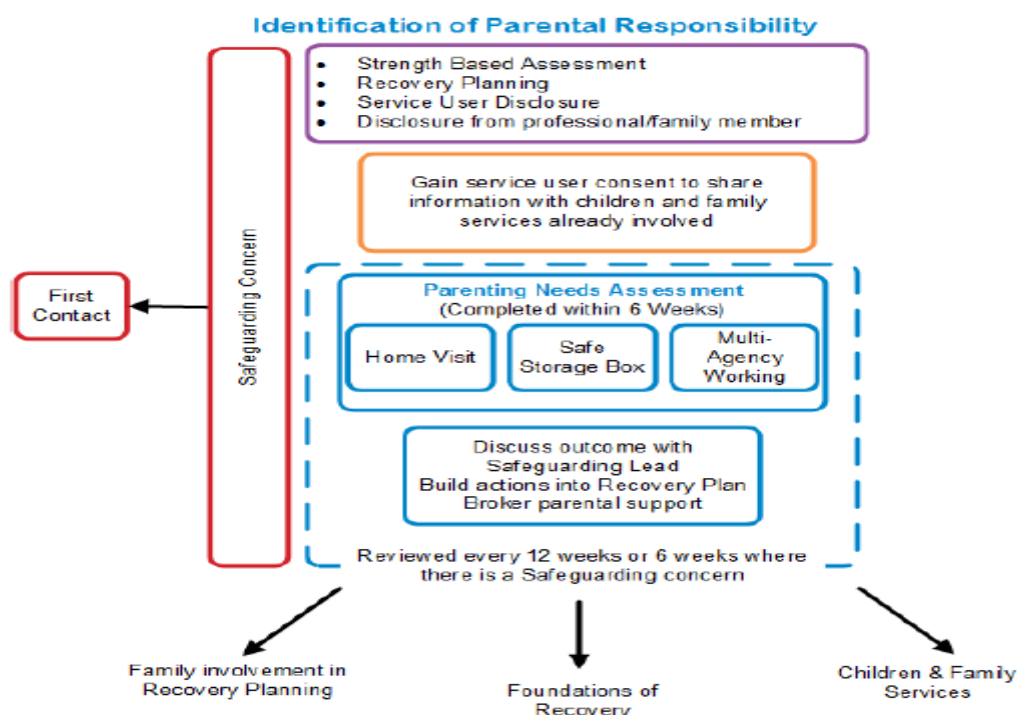 Identification of Parental Responsibility
• Strength Based Assessment
• Recovery Planning
• Service User Disclosure
• Disclosure from professional/family member
Gain service user consent to share
information with children and family
services already involved
Safeguarding Concern
First
Contact
Parenting Needs Assessment
(Completed within 6 Weeks)
Home Visit
Safe
Storage Box
Multi-
Agency
Working
Discuss outcome with
Safeguarding Lead
Build actions into Recovery Plan
Broker parental support
Reviewed every 12 weeks or 6 weeks where
there is a Safeguarding concern
Family involvement in
Recovery Planning
Foundations of
Recovery
Children & Family
Services